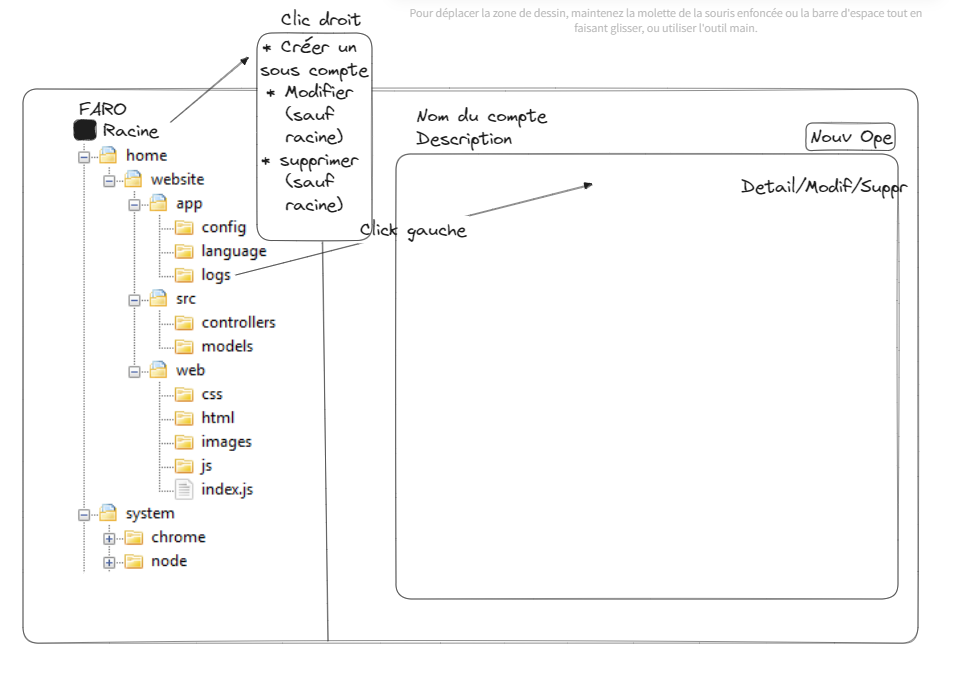 Pour déplacer la zone de dessin, maintenez la molette de la souris enfoncée ou la barre d'espace tout en
faisant glisser, ou utiliser l'outil main.
Clic droit
* Créer un
sous compte
* Modifier
(sauf
racine)
* supprimer
(sauf
racine)
FARO
Racine
home
website
app
config
language
logs
src
controllers
models
web
css
html
images
js
index.js
system
chrome
node
Click gauche
Nom du compte
Description
Nouv Ope
Detail/Modif/Suppr